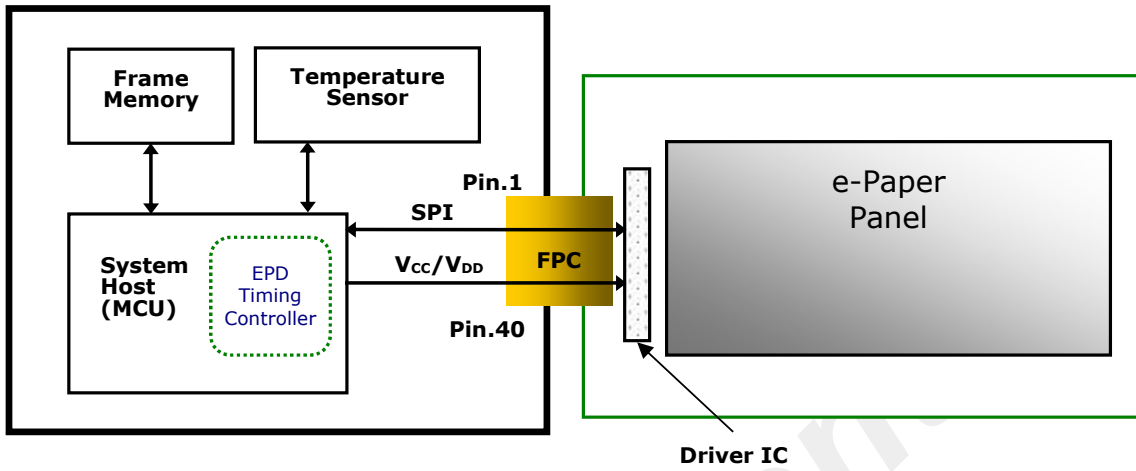 Frame
Memory
Temperature
Sensor
Pin.1
SPI
System
Host
(MCU)
EPD
Timing
Controller
VCC/VDD
FPC
Pin.40
e-Paper
Panel
Driver IC